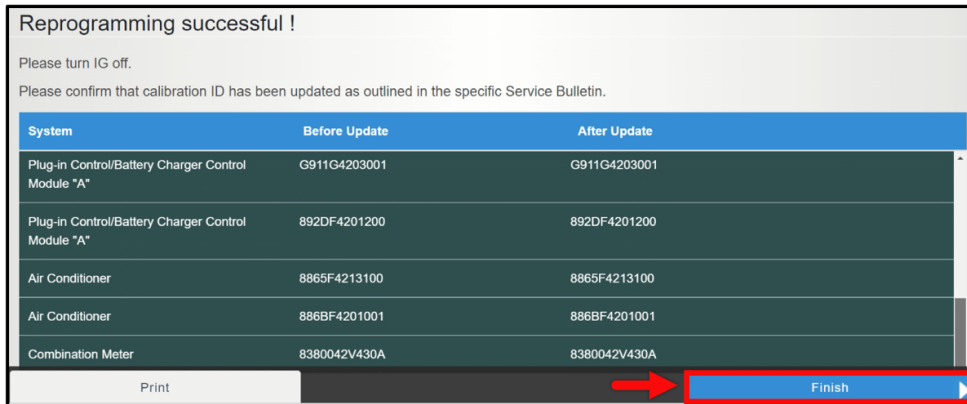 Reprogramming successful !
Please turn IG off.
Please confirm that calibration ID has been updated as outlined in the specific Service Bulletin.
System Before Update After Update
Plug-in Control/Battery Charger Control G911G4203001 G911G4203001
Module "A"
Plug-in Control/Battery Charger Control 892DF4201200 892DF4201200
Module "A"
Air Conditioner 8865F4213100 8865F4213100
Air Conditioner 886BF4201001 886BF4201001
Combination Meter 8380042V430A 8380042V430A
Print Finish